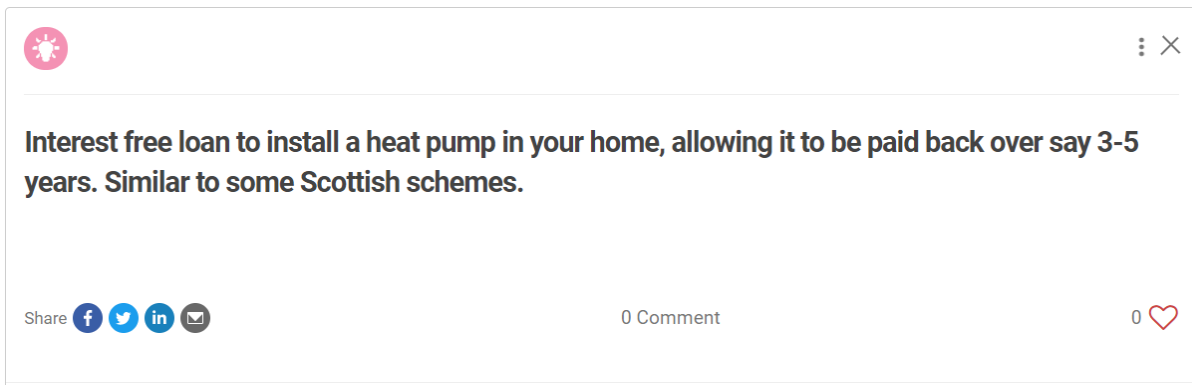 Interest free loan to install a heat pump in your home, allowing it to be paid back over say 3-5
years. Similar to some Scottish schemes.
Share f in 0 Comment 0